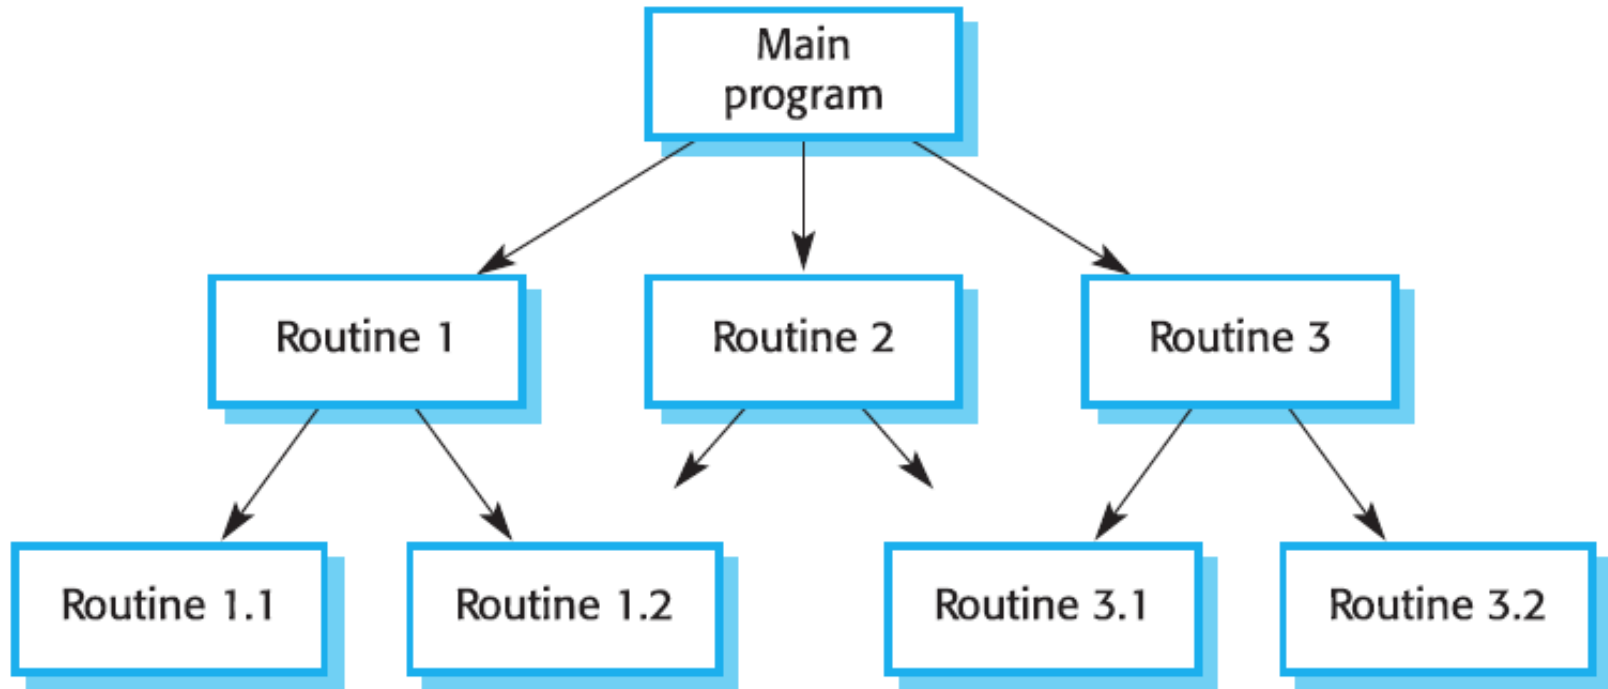 Main
program
Routine 1
Routine 2
Routine 3
Routine 1.1
Routine 1.2
Routine 3.1
Routine 3.2